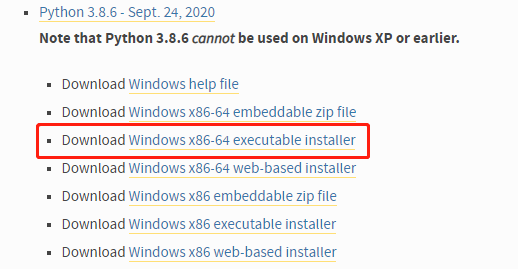 Python 3.8.6 - Sept. 24, 2020
Note that Python 3.8.6 cannot be used on Windows XP or earlier.
Download Windows help file
Download Windows x86-64 embeddable zip file
Download Windows x86-64 executable installer
Download Windows x86-64 web-based installer
Download Windows x86 embeddable zip file
Download Windows x86 executable installer
Download Windows x86 web-based installer